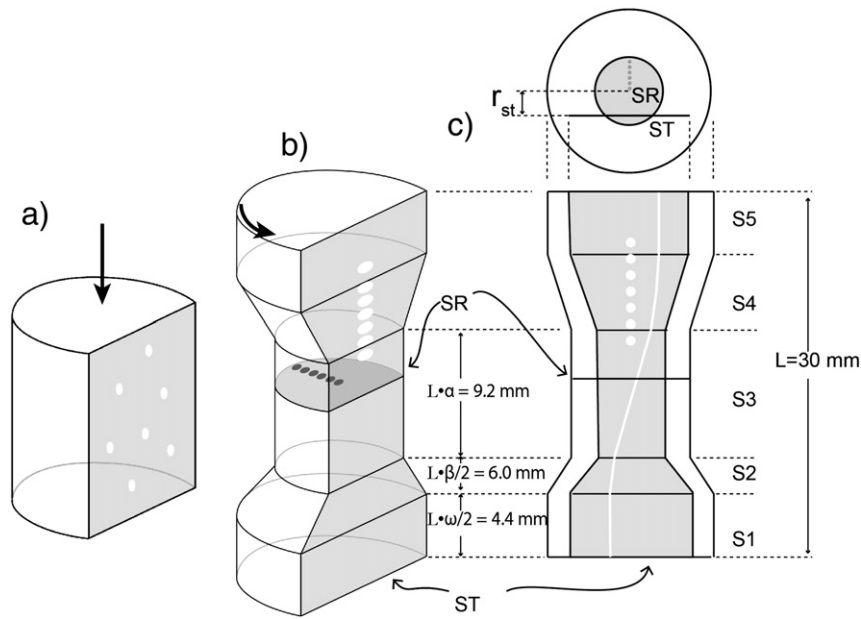 a)
b)
c)
r_st
SR
ST
S5
SR
S4
L•α = 9.2 mm
L=30 mm
S3
L•β/2 = 6.0 mm
S2
L•ω/2 = 4.4 mm
S1
ST